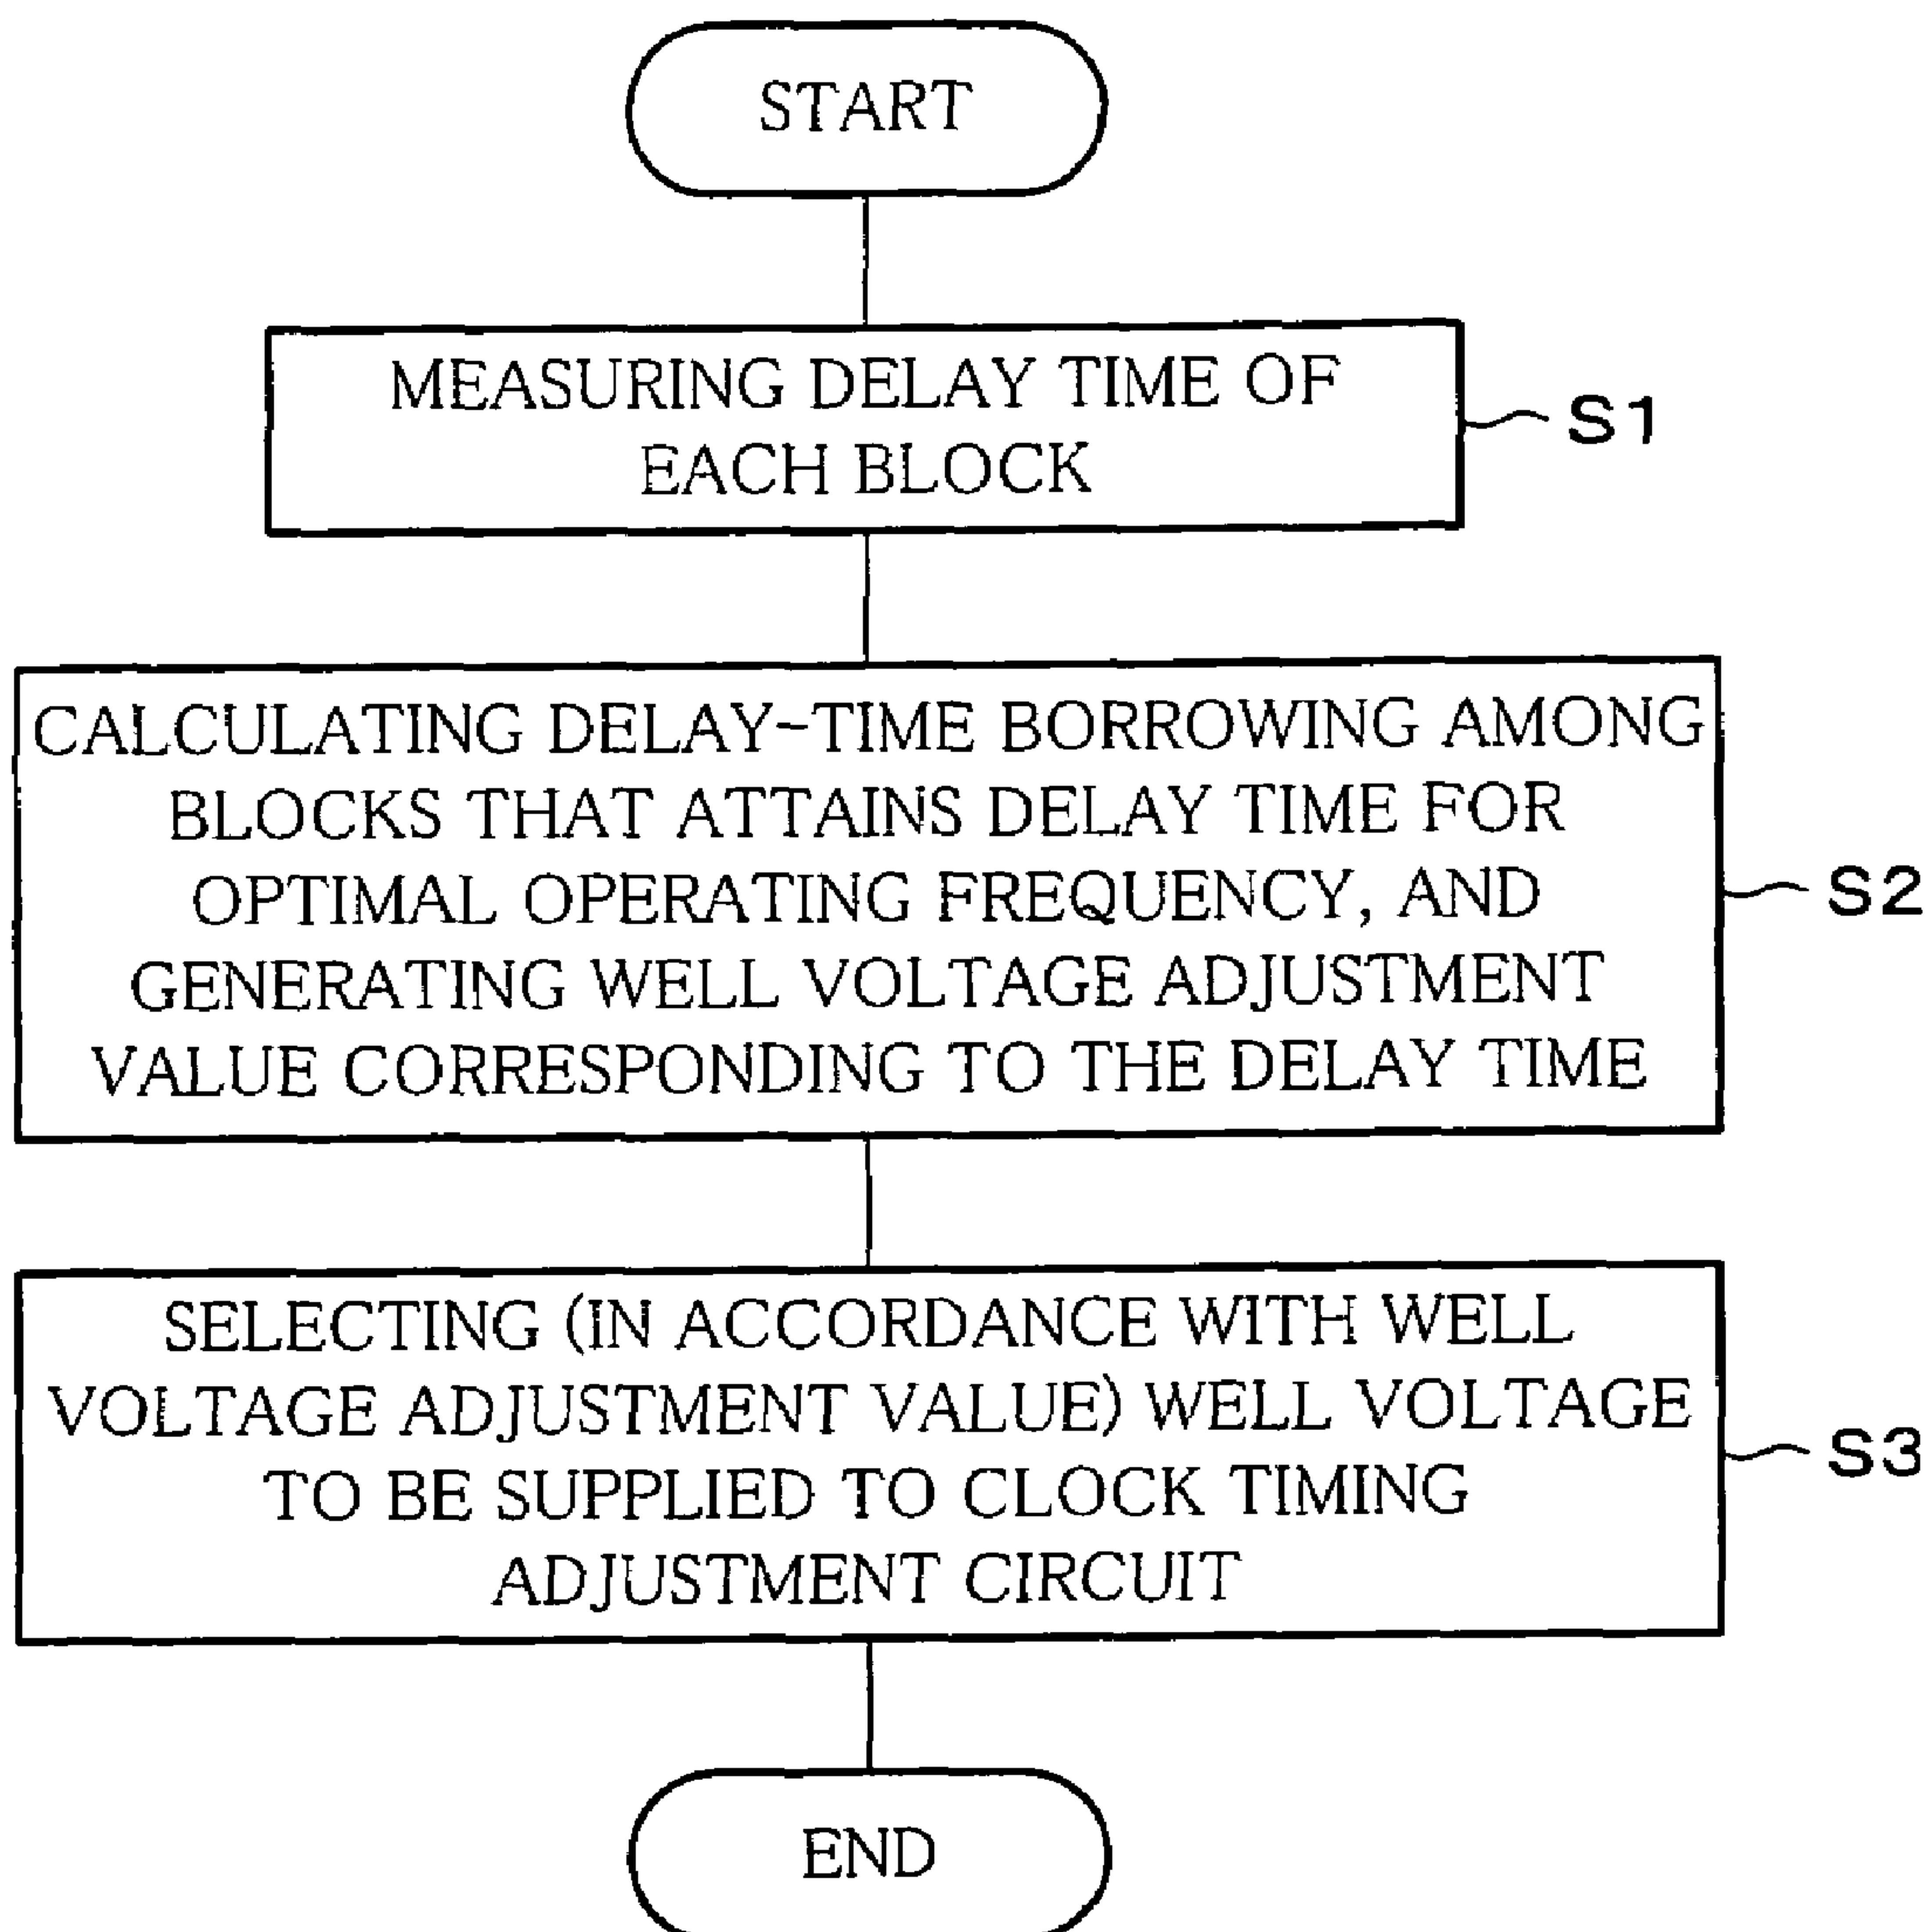 START
MEASURING DELAY TIME OF
EACH BLOCK
S1
CALCULATING DELAY-TIME BORROWING AMONG
BLOCKS THAT ATTAINS DELAY TIME FOR
OPTIMAL OPERATING FREQUENCY, AND
GENERATING WELL VOLTAGE ADJUSTMENT
VALUE CORRESPONDING TO THE DELAY TIME
S2
SELECTING (IN ACCORDANCE WITH WELL
VOLTAGE ADJUSTMENT VALUE) WELL VOLTAGE
TO BE SUPPLIED TO CLOCK TIMING
ADJUSTMENT CIRCUIT
S3
END